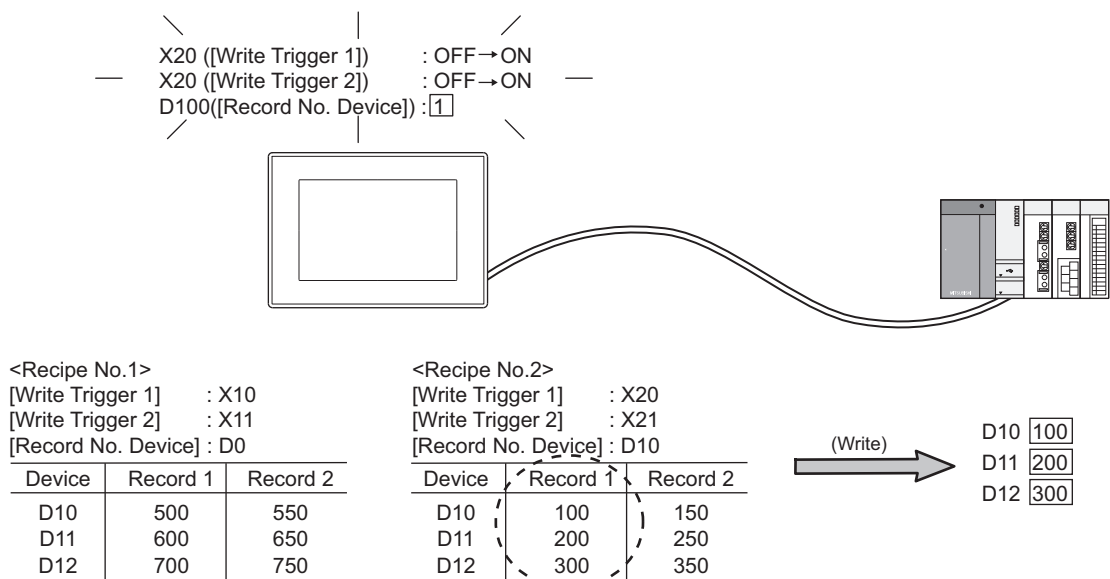 X20 ([Write Trigger 1]) : OFF→ON
X20 ([Write Trigger 2]) : OFF→ON
D100([Record No. Device]) : 1
<Recipe No.1>
[Write Trigger 1] : X10
[Write Trigger 2] : X11
[Record No. Device] : D0
Device Record 1 Record 2
D10 500 550
D11 600 650
D12 700 750
<Recipe No.2>
[Write Trigger 1] : X20
[Write Trigger 2] : X21
[Record No. Device] : D10
Device Record 1 Record 2
D10 100 150
D11 200 250
D12 300 350
(Write)
D10 100
D11 200
D12 300